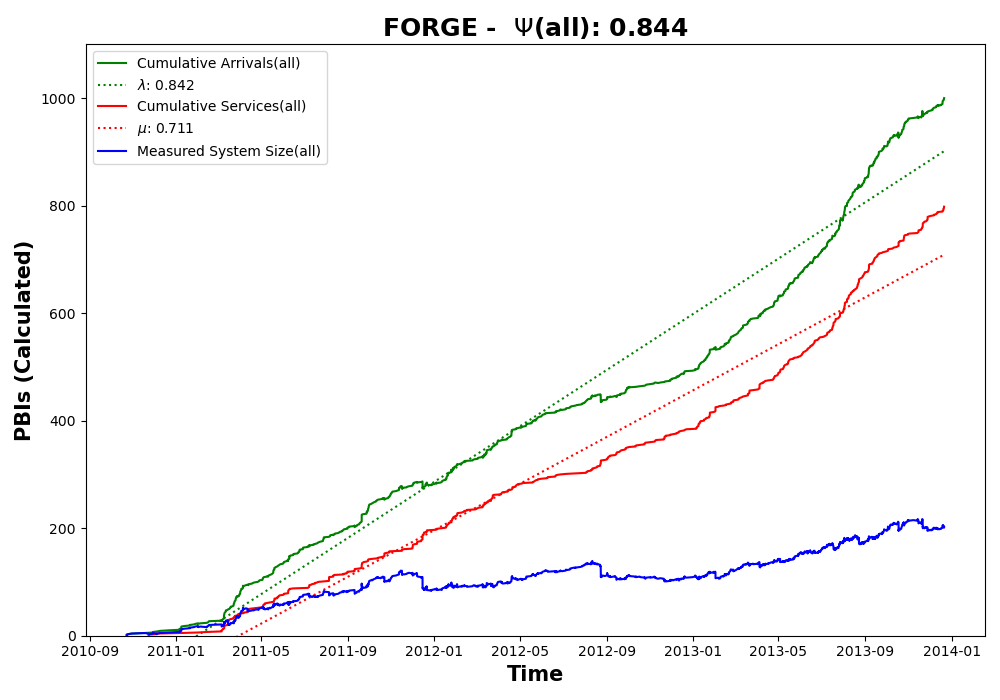 FORGE - Ψ(all): 0.844
Cumulative Arrivals(all)
λ: 0.842
Cumulative Services(all)
μ: 0.711
Measured System Size(all)
PBIs (Calculated)
1000
800
600
400
200
0
2010-09 2011-01 2011-05 2011-09 2012-01 2012-05 2012-09 2013-01 2013-05 2013-09 2014-01
Time